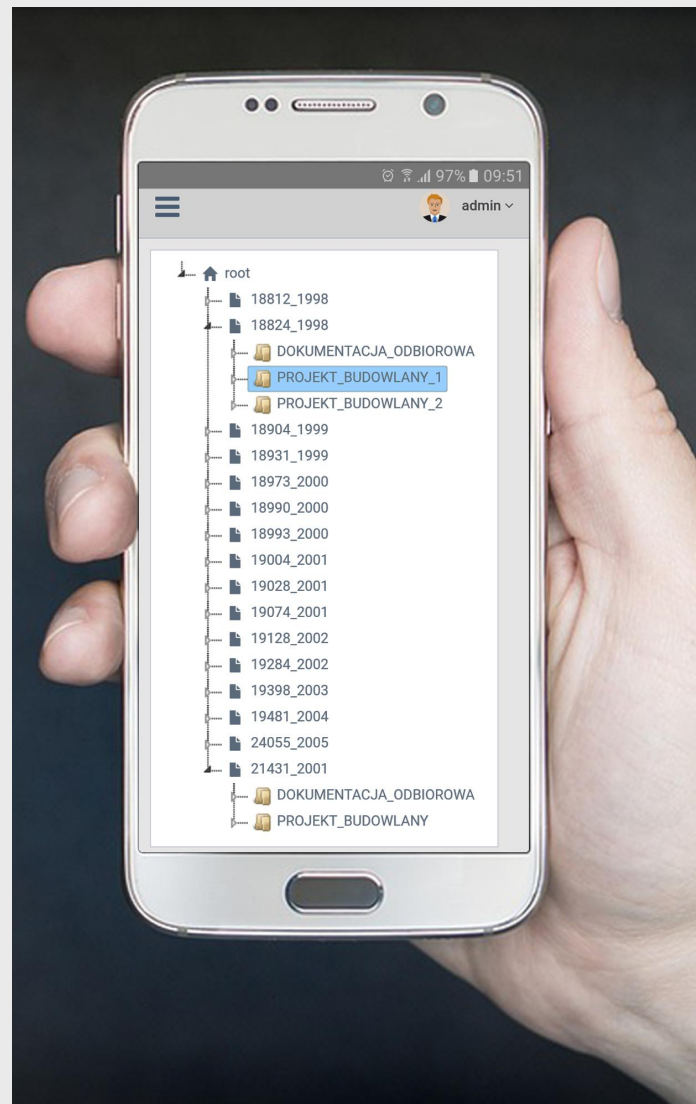 97% 09:51
admin
root
18812_1998
18824_1998
DOKUMENTACJA_ODBIOROWA
PROJEKT_BUDOWLANY_1
PROJEKT_BUDOWLANY_2
18904_1999
18931_1999
18973_2000
18990_2000
18993_2000
19004_2001
19028_2001
19074_2001
19128_2002
19284_2002
19398_2003
19481_2004
24055_2005
21431_2001
DOKUMENTACJA_ODBIOROWA
PROJEKT_BUDOWLANY